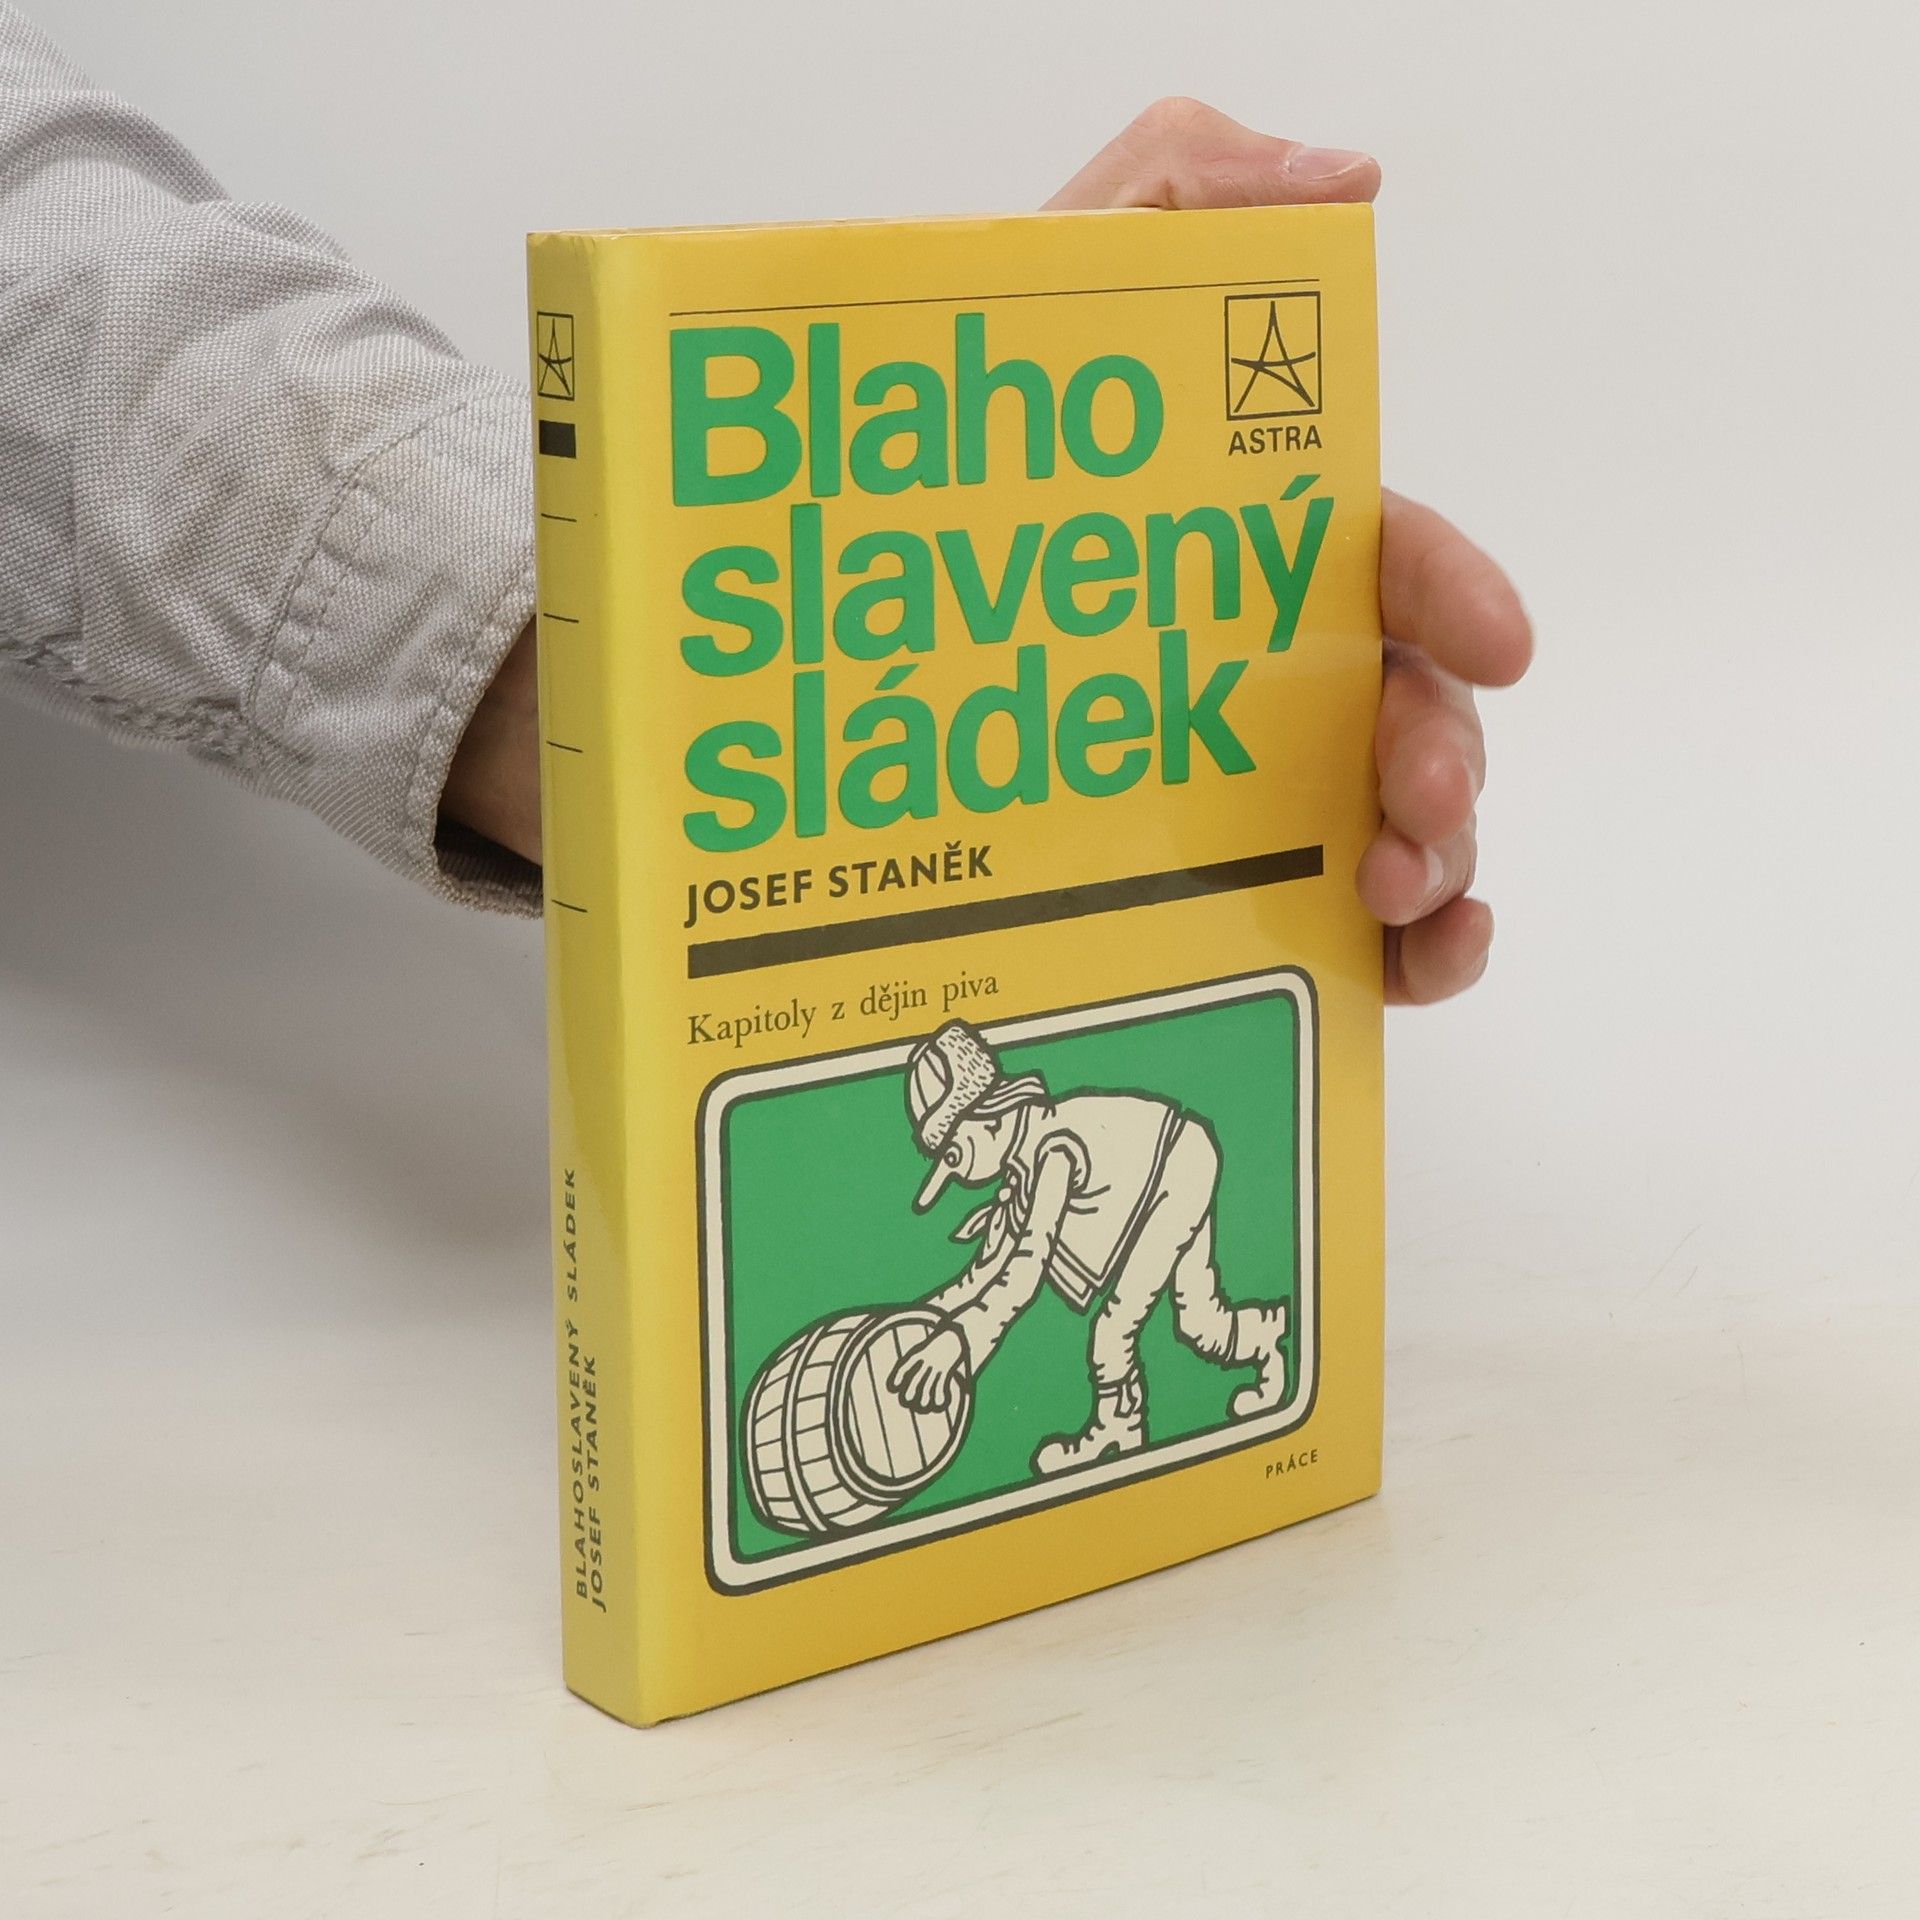 Blaho
slavený
sládek
ASTRA
JOSEF STANĚK
Kapitoly z dějin piva
PRÁCE
BLAHOSLAVENÝ SLÁDEK
JOSEF STANĚK